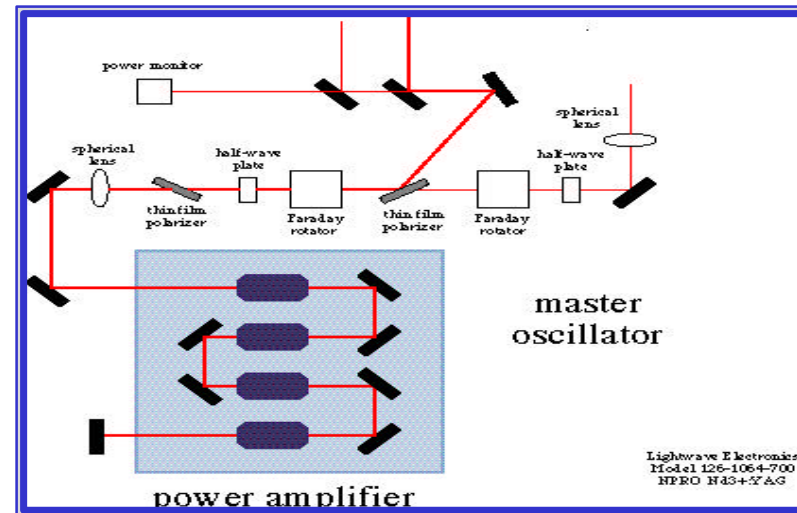 power monitor
spherical
lens
spherical
lens
half-wave
plate
half-wave
plate
thin film
polarizer
Faraday
rotator
thin film
polarizer
Faraday
rotator
master
oscillator
Lightwave Electronics
Model 126-1064-700
NPRO Nd3+:YAG
power amplifier